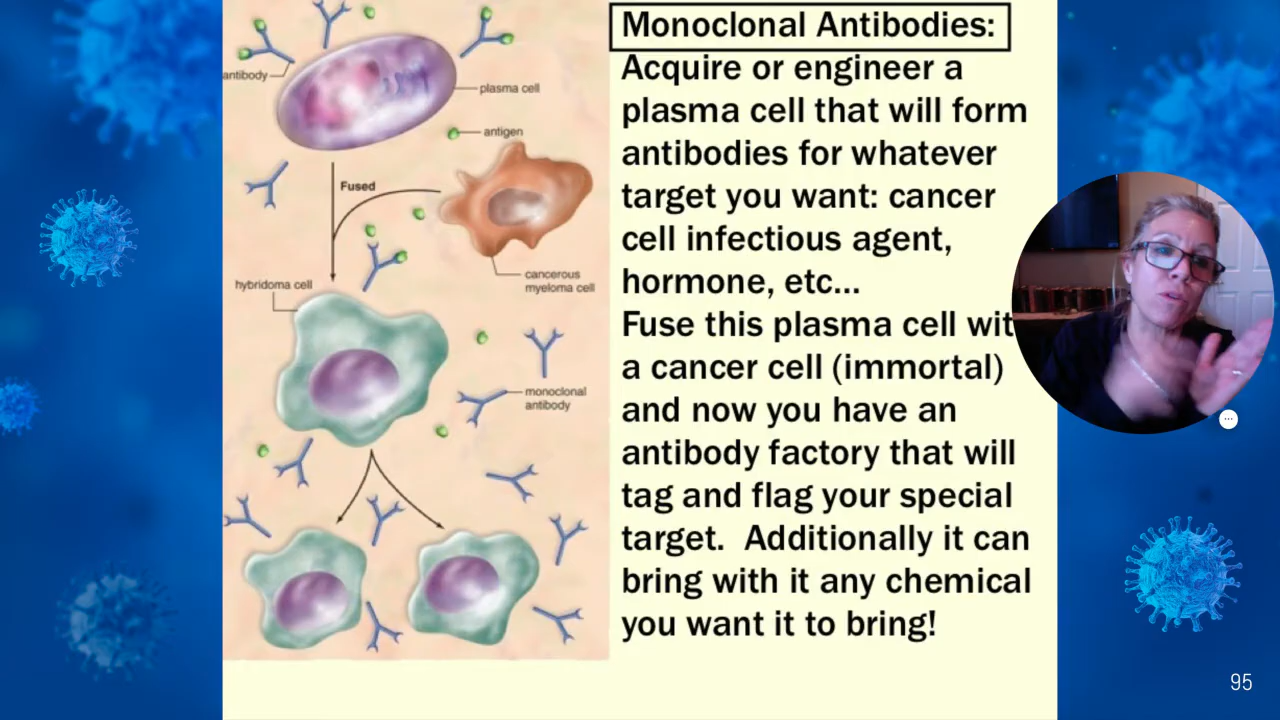 Monoclonal Antibodies:
Acquire or engineer a
plasma cell that will form
antibodies for whatever
target you want: cancer
cell infectious agent,
hormone, etc...
Fuse this plasma cell wit
a cancer cell (immortal)
and now you have an
antibody factory that will
tag and flag your special
target.  Additionally it can
bring with it any chemical
you want it to bring!
antibody
plasma cell
antigen
Fused
cancerous
myeloma cell
hybridoma cell
monoclonal
antibody
95